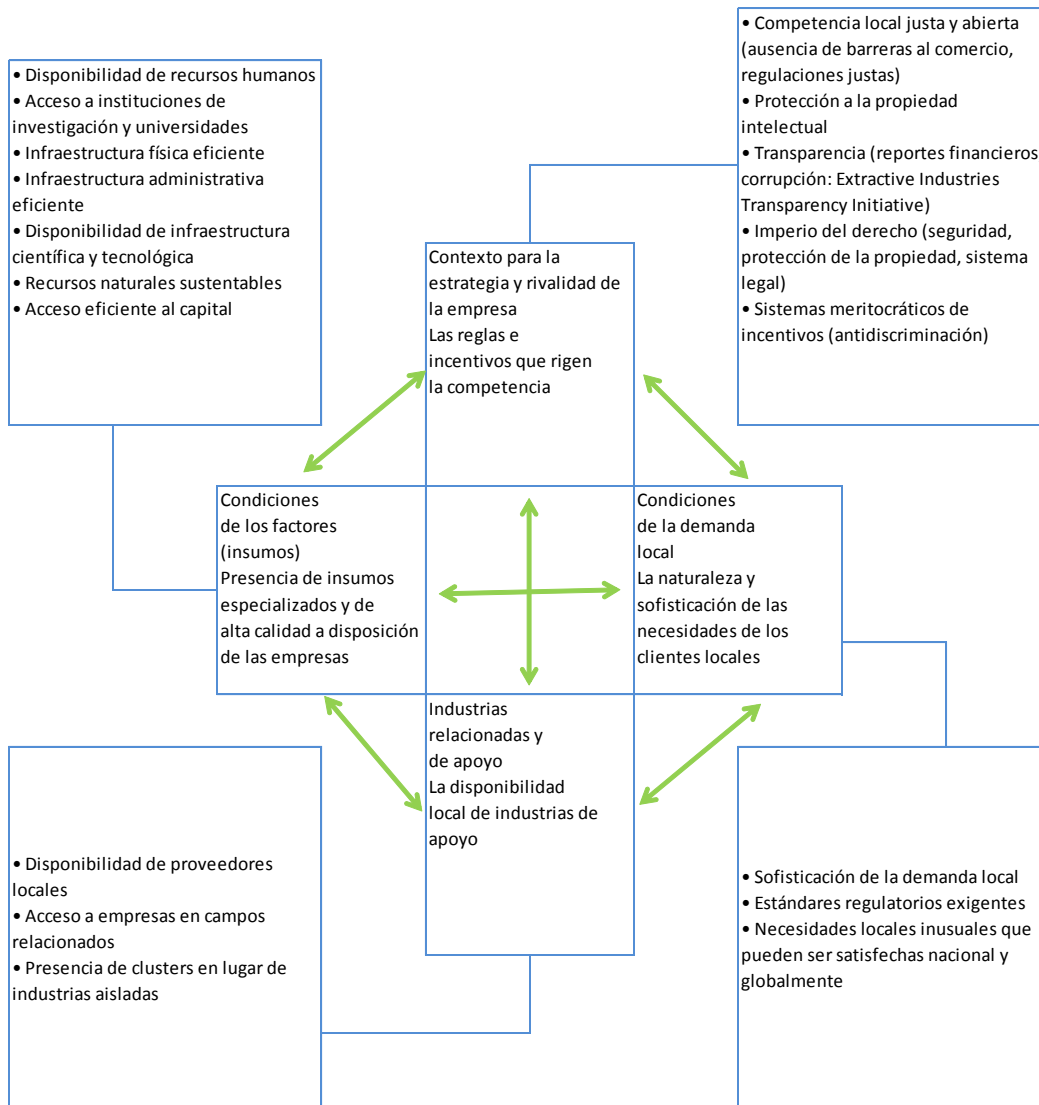 • Disponibilidad de recursos humanos
• Acceso a instituciones de
investigación y universidades
• Infraestructura física eficiente
• Infraestructura administrativa
eficiente
• Disponibilidad de infraestructura
científica y tecnológica
• Recursos naturales sustentables
• Acceso eficiente al capital
• Competencia local justa y abierta
(ausencia de barreras al comercio,
regulaciones justas)
• Protección a la propiedad
intelectual
• Transparencia (reportes financieros
corrupción: Extractive Industries
Transparency Initiative)
• Imperio del derecho (seguridad,
protección de la propiedad, sistema
legal)
• Sistemas meritocráticos de
incentivos (antidiscriminación)
Contexto para la
estrategia y rivalidad de
la empresa
Las reglas e
incentivos que rigen
la competencia
Condiciones
de los factores
(insumos)
Presencia de insumos
especializados y de
alta calidad a disposición
de las empresas
Condiciones
de la demanda
local
La naturaleza y
sofisticación de las
necesidades de los
clientes locales
Industrias
relacionadas y
de apoyo
La disponibilidad
local de industrias de
apoyo
• Disponibilidad de proveedores
locales
• Acceso a empresas en campos
relacionados
• Presencia de clusters en lugar de
industrias aisladas
• Sofisticación de la demanda local
• Estándares regulatorios exigentes
• Necesidades locales inusuales que
pueden ser satisfechas nacional y
globalmente